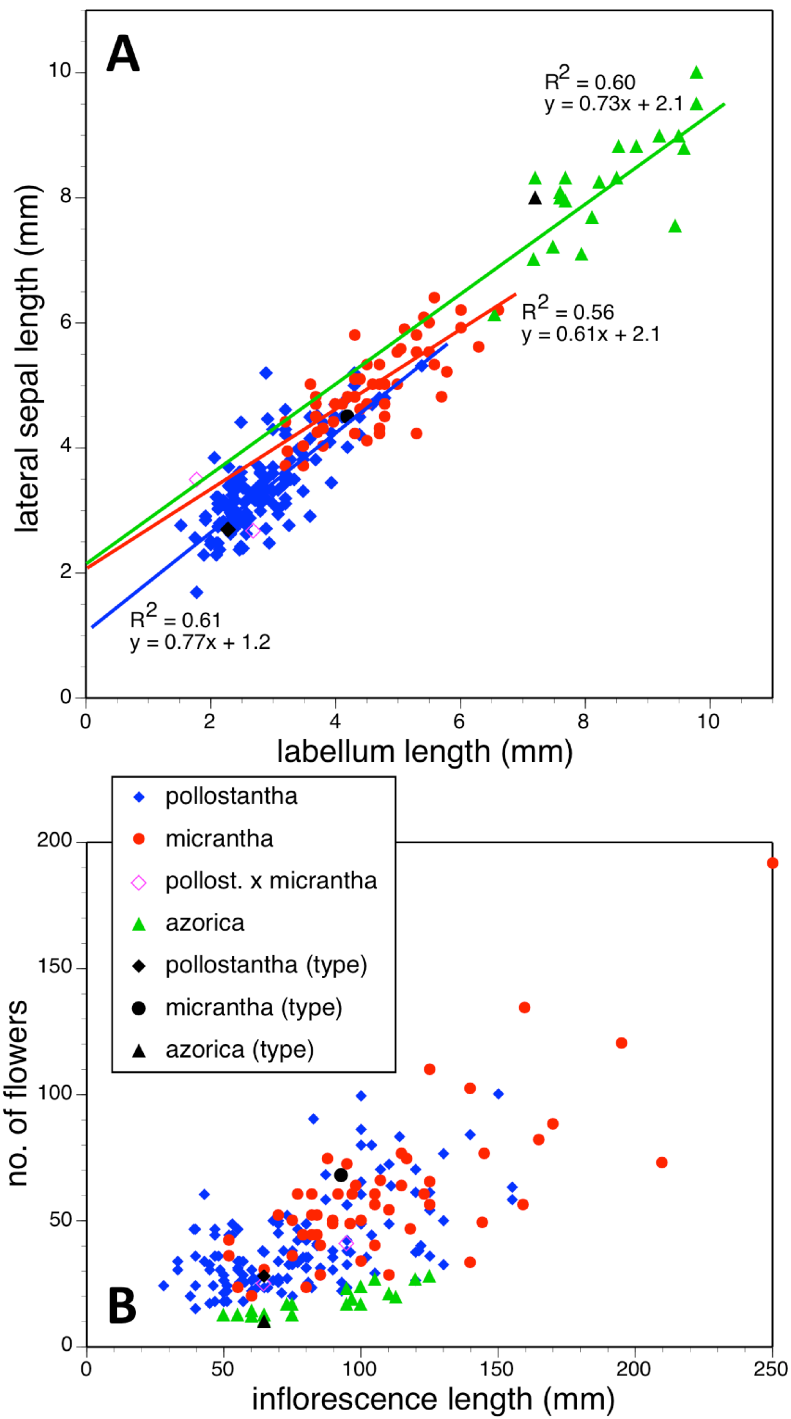 A
10
8
6
4
2
0
lateral sepal length (mm)
R2 = 0.60
y = 0.73x + 2.1
R2 = 0.56
y = 0.61x + 2.1
R2 = 0.61
y = 0.77x + 1.2
0 2 4 6 8 10
labellum length (mm)
pollostantha
micrantha
pollost. x micrantha
azorica
pollostantha (type)
micrantha (type)
azorica (type)
200
150
100
50
0
no. of flowers
B
0 50 100 150 200 250
inflorescence length (mm)